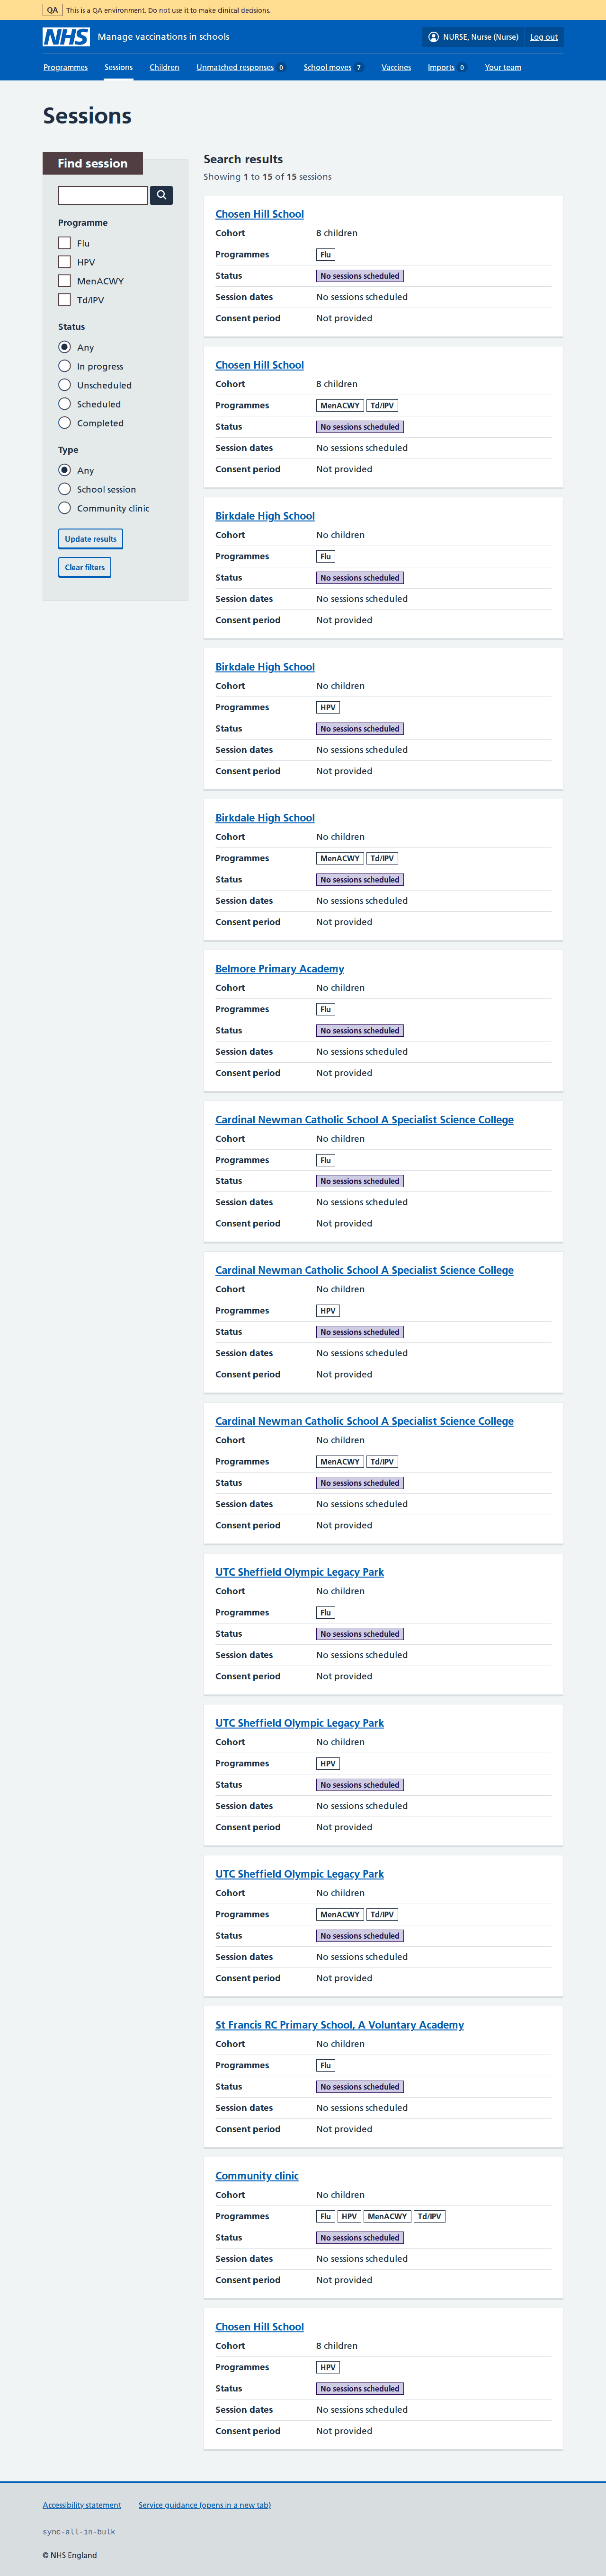 QA This is a QA environment. Do not use it to make clinical decisions.
NHS Manage vaccinations in schools
NURSE, Nurse (Nurse) Log out
Programmes Sessions Children Unmatched responses 0 School moves 7 Vaccines Imports 0 Your team
Sessions
Find session
Programme
Flu
HPV
MenACWY
Td/IPV
Status
Any
In progress
Unscheduled
Scheduled
Completed
Type
Any
School session
Community clinic
Update results
Clear filters
Search results
Showing 1 to 15 of 15 sessions
Chosen Hill School
Cohort 8 children
Programmes Flu
Status No sessions scheduled
Session dates No sessions scheduled
Consent period Not provided
Chosen Hill School
Cohort 8 children
Programmes MenACWY Td/IPV
Status No sessions scheduled
Session dates No sessions scheduled
Consent period Not provided
Birkdale High School
Cohort No children
Programmes Flu
Status No sessions scheduled
Session dates No sessions scheduled
Consent period Not provided
Birkdale High School
Cohort No children
Programmes HPV
Status No sessions scheduled
Session dates No sessions scheduled
Consent period Not provided
Birkdale High School
Cohort No children
Programmes MenACWY Td/IPV
Status No sessions scheduled
Session dates No sessions scheduled
Consent period Not provided
Belmore Primary Academy
Cohort No children
Programmes Flu
Status No sessions scheduled
Session dates No sessions scheduled
Consent period Not provided
Cardinal Newman Catholic School A Specialist Science College
Cohort No children
Programmes Flu
Status No sessions scheduled
Session dates No sessions scheduled
Consent period Not provided
Cardinal Newman Catholic School A Specialist Science College
Cohort No children
Programmes HPV
Status No sessions scheduled
Session dates No sessions scheduled
Consent period Not provided
Cardinal Newman Catholic School A Specialist Science College
Cohort No children
Programmes MenACWY Td/IPV
Status No sessions scheduled
Session dates No sessions scheduled
Consent period Not provided
UTC Sheffield Olympic Legacy Park
Cohort No children
Programmes Flu
Status No sessions scheduled
Session dates No sessions scheduled
Consent period Not provided
UTC Sheffield Olympic Legacy Park
Cohort No children
Programmes HPV
Status No sessions scheduled
Session dates No sessions scheduled
Consent period Not provided
UTC Sheffield Olympic Legacy Park
Cohort No children
Programmes MenACWY Td/IPV
Status No sessions scheduled
Session dates No sessions scheduled
Consent period Not provided
St Francis RC Primary School, A Voluntary Academy
Cohort No children
Programmes Flu
Status No sessions scheduled
Session dates No sessions scheduled
Consent period Not provided
Community clinic
Cohort No children
Programmes Flu HPV MenACWY Td/IPV
Status No sessions scheduled
Session dates No sessions scheduled
Consent period Not provided
Chosen Hill School
Cohort 8 children
Programmes HPV
Status No sessions scheduled
Session dates No sessions scheduled
Consent period Not provided
Accessibility statement Service guidance (opens in a new tab)
sync-all-in-bulk
© NHS England